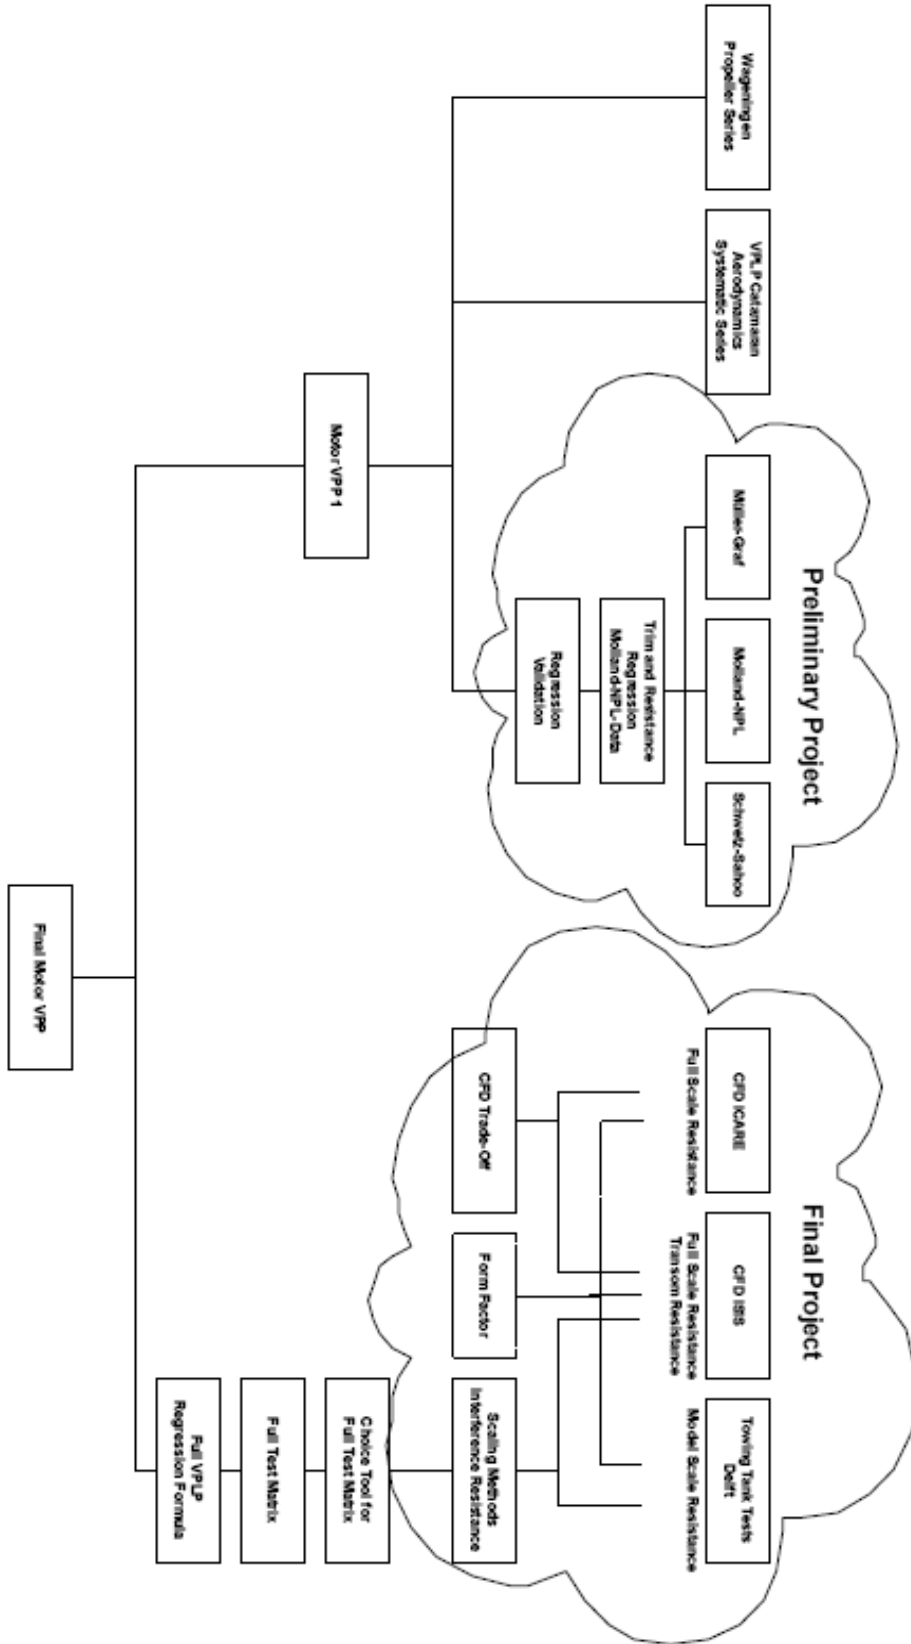 Preliminary Project
Final Project
Wageningen
Propeller Series
VPLP Catamaran
Aerodynamics
Systematic Series
Müller-Graf
Molland-NPL
Schwetz-Sahoo
CFD ICARE
CFD ISIS
Towing Tank Tests
Delft
Full Scale Resistance
Full Scale Resistance
Transom Resistance
Model Scale Resistance
Trim and Resistance
Regression
Molland-NPL-Data
Regression
Validation
CFD Trade-Off
Form Factor
Scaling Methods
Interference Resistance
Motor VPP1
Choice Tool for
Full Test Matrix
Full Test Matrix
Full VPLP
Regression Formula
Final Motor VPP